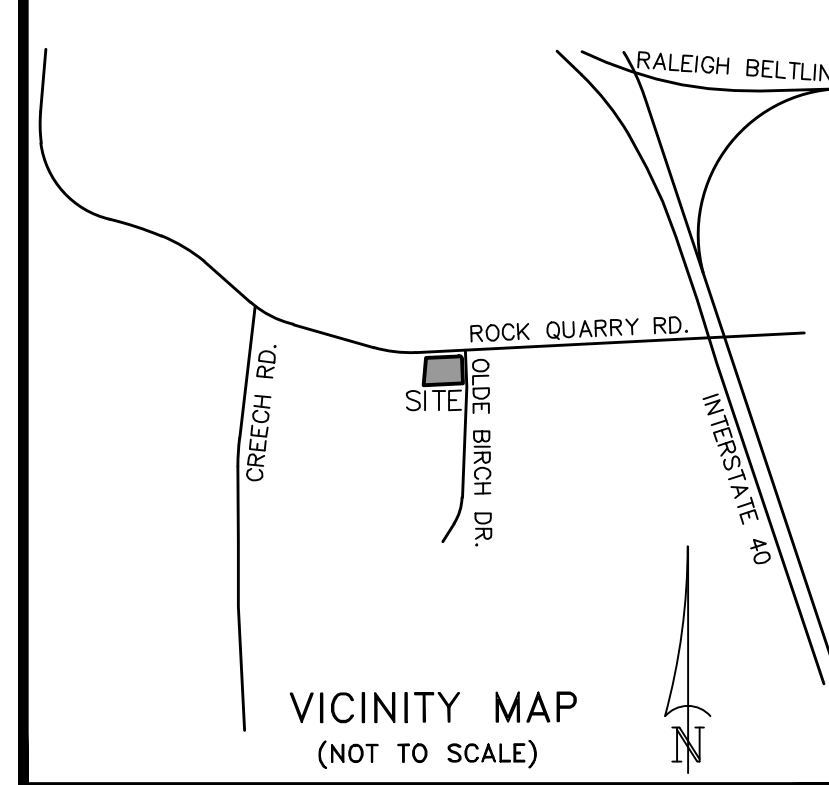 RALEIGH BELTLIN
ROCK QUARRY RD.
CREECH RD.
SITE
OLDE BIRCH DR.
INTERSTATE 40
VICINITY MAP
(NOT TO SCALE)
N